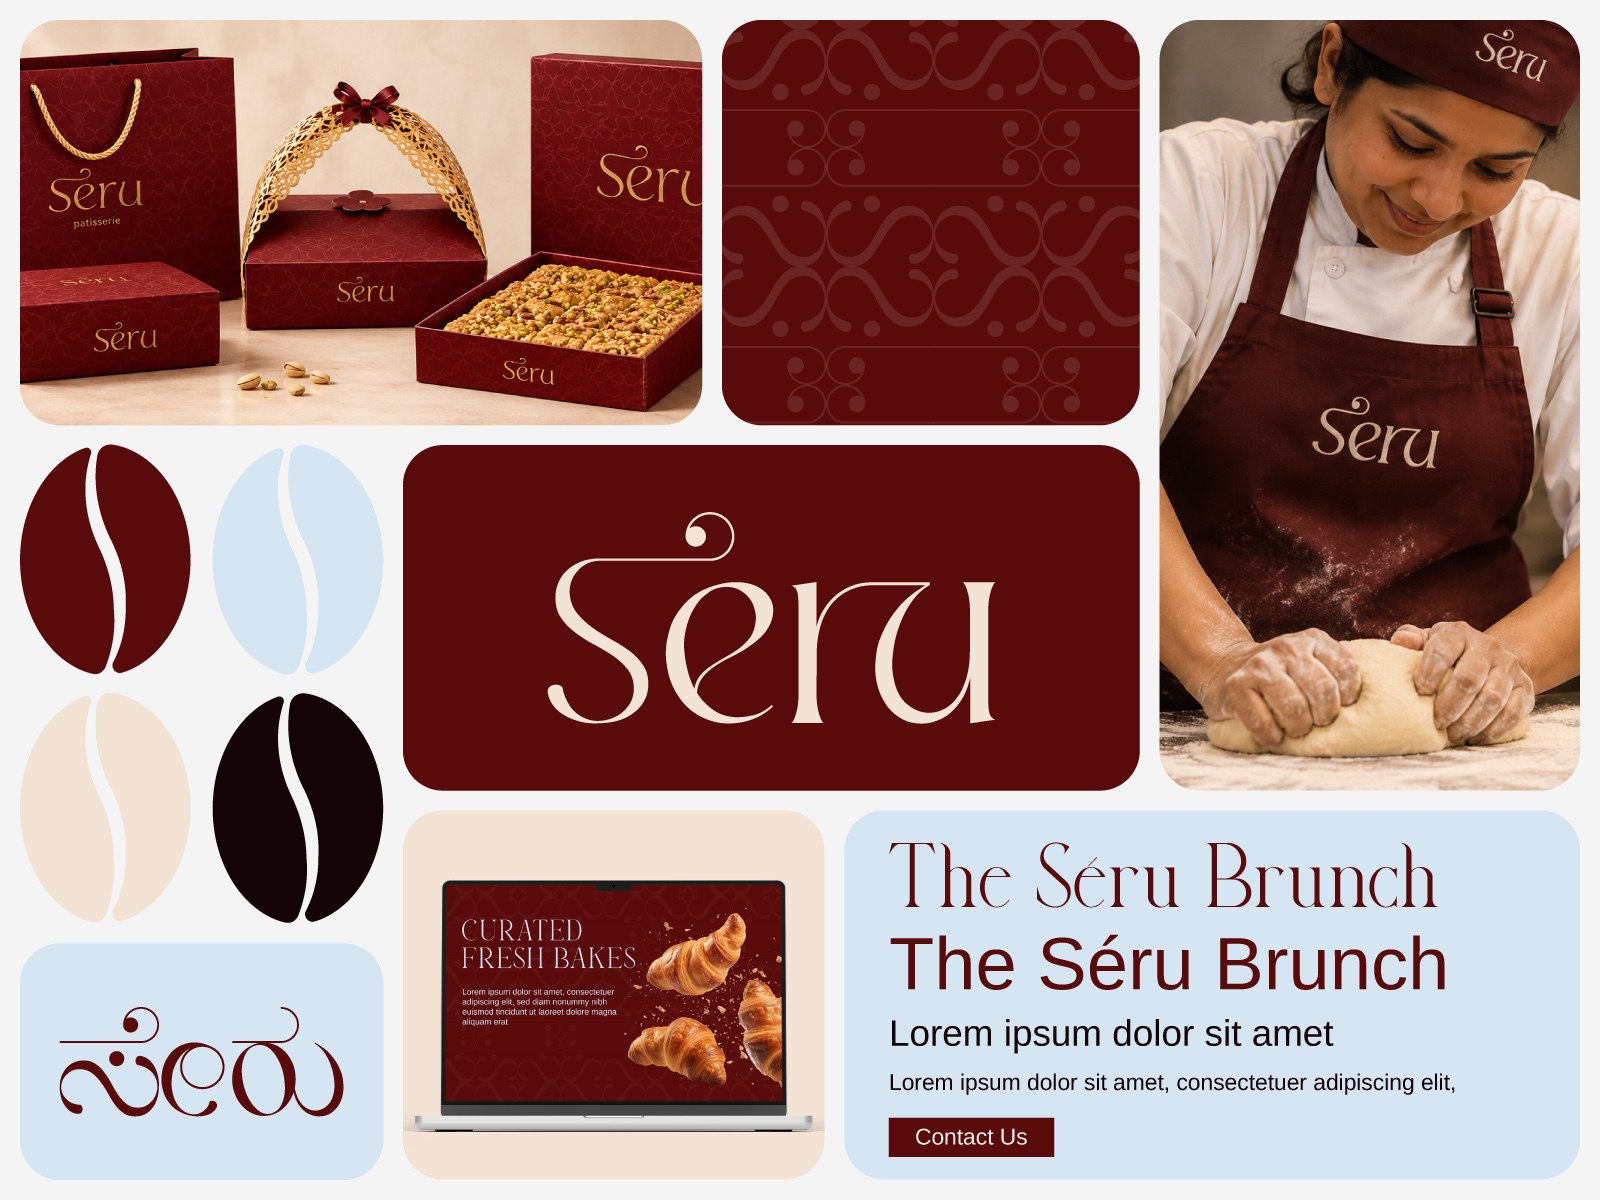 Séru
patisserie
Séru
Séru
Séru
Séru
Séru
Séru
Séru
Séru
ಸೇರು
CURATED
FRESH BAKES
Lorem ipsum dolor sit amet, consectetuer
adipiscing elit, sed diam nonummy nibh
euismod tincidunt ut laoreet dolore magna
aliquam erat
The Séru Brunch
The Séru Brunch
Lorem ipsum dolor sit amet
Lorem ipsum dolor sit amet, consectetuer adipiscing elit,
Contact Us